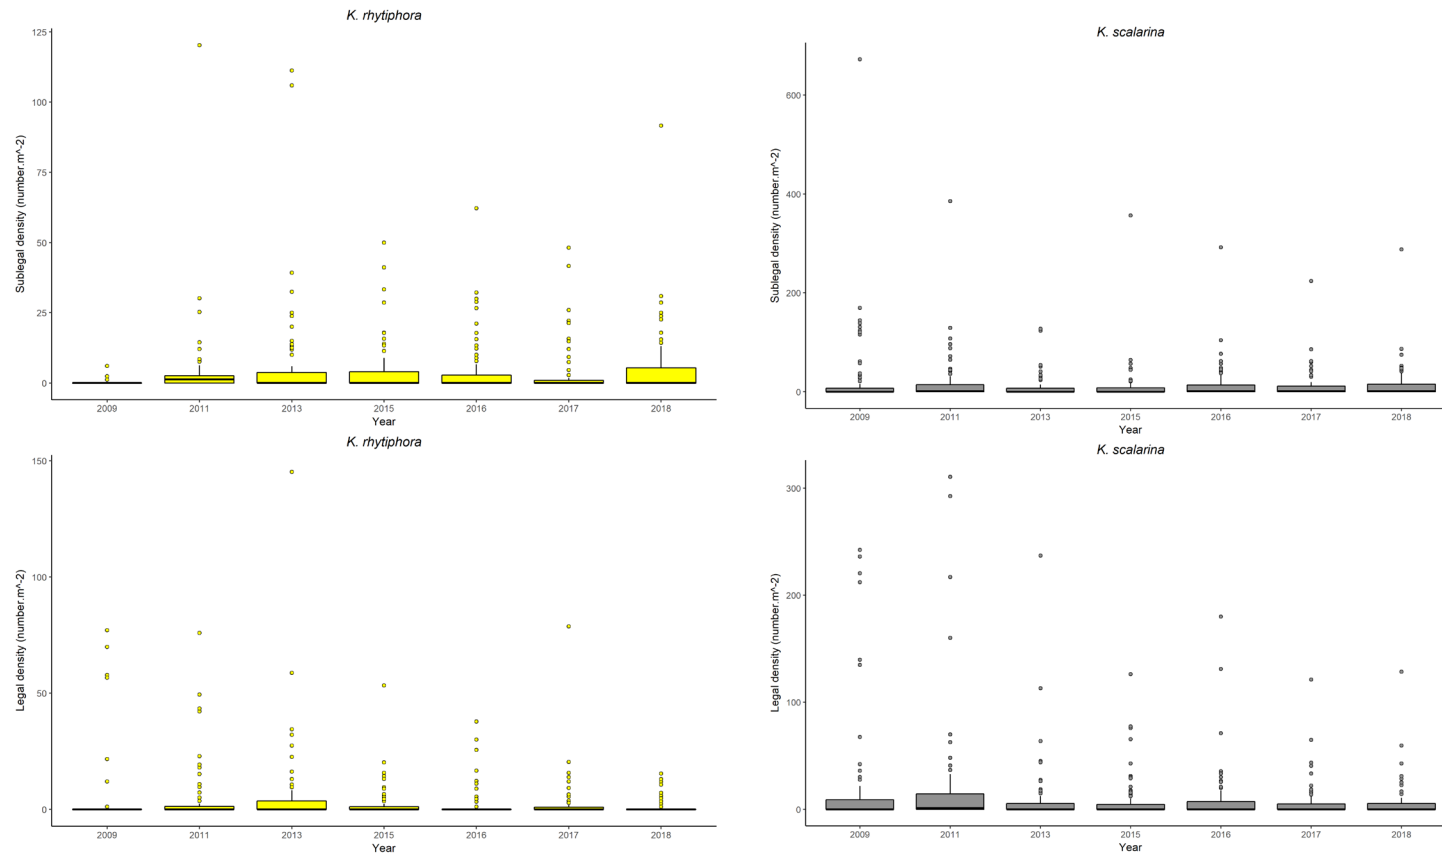 K. rhytiphora
Sublegal density (number.m^-2)
125
100
75
50
25
0
2009 2011 2013 2015 2016 2017 2018
Year
K. scalarina
Sublegal density (number.m^-2)
600
400
200
0
2009 2011 2013 2015 2016 2017 2018
Year
K. rhytiphora
Legal density (number.m^-2)
150
100
50
0
2009 2011 2013 2015 2016 2017 2018
Year
K. scalarina
Legal density (number.m^-2)
300
200
100
0
2009 2011 2013 2015 2016 2017 2018
Year